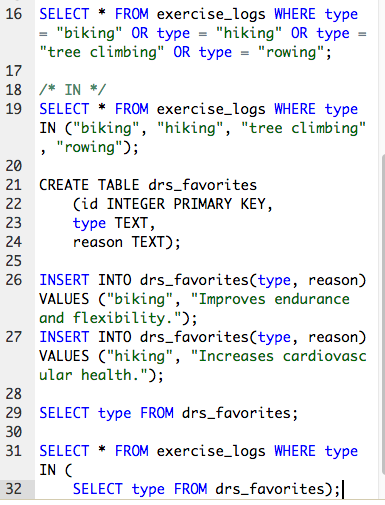 16 SELECT * FROM exercise_logs WHERE type
= "biking" OR type = "hiking" OR type =
"tree climbing" OR type = "rowing";
17
18 /* IN */
19 SELECT * FROM exercise_logs WHERE type
IN ("biking", "hiking", "tree climbing"
, "rowing");
20
21 CREATE TABLE drs_favorites
22 (id INTEGER PRIMARY KEY,
23 type TEXT,
24 reason TEXT);
25
26 INSERT INTO drs_favorites(type, reason)
VALUES ("biking", "Improves endurance
and flexibility.");
27 INSERT INTO drs_favorites(type, reason)
VALUES ("hiking", "Increases cardiovasc
ular health.");
28
29 SELECT type FROM drs_favorites;
30
31 SELECT * FROM exercise_logs WHERE type
IN (
32 SELECT type FROM drs_favorites);